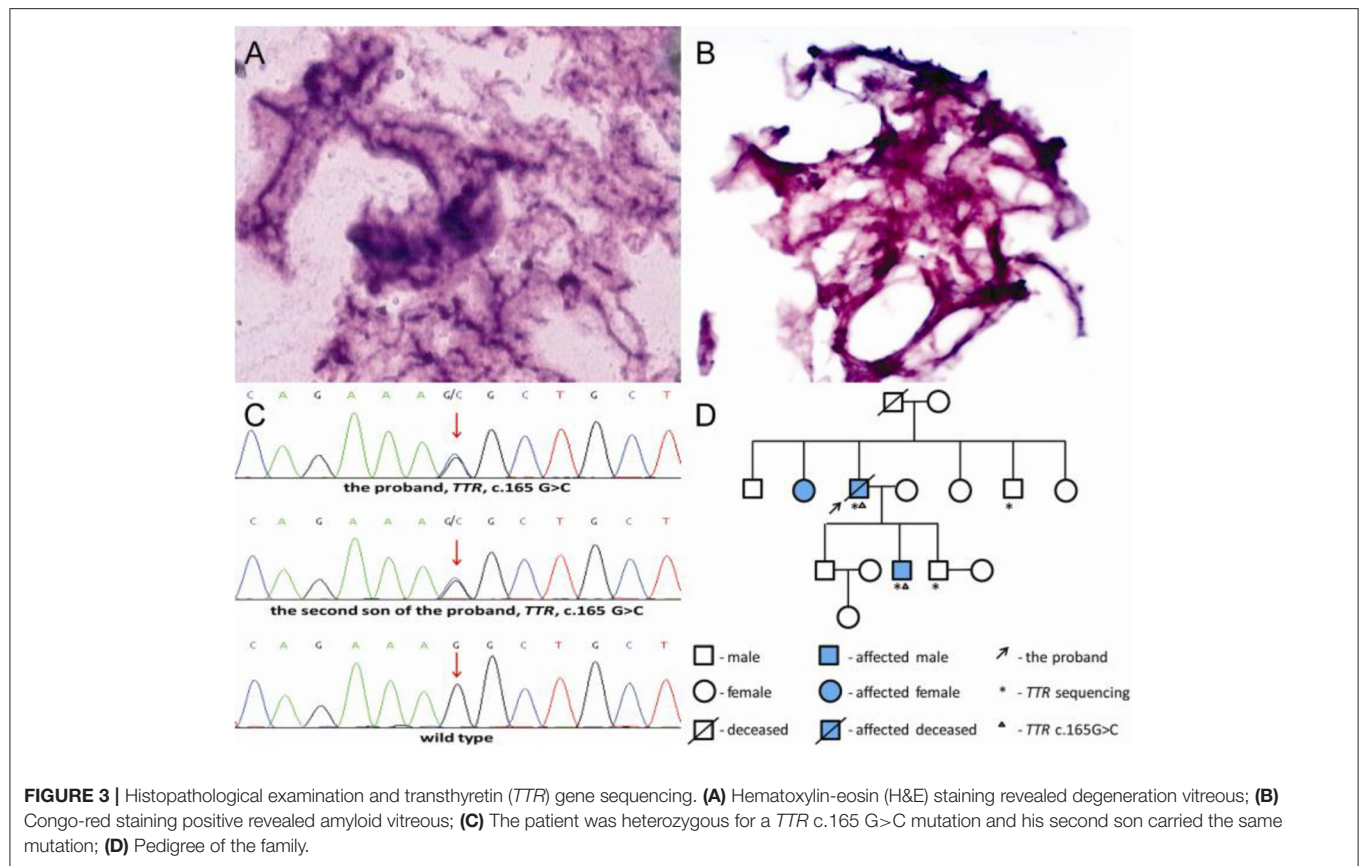 A
B
C A G A A A G/C G C T G C T
C
the proband, TTR, c.165 G>C
C A G A A A G/C G C T G C T
the second son of the proband, TTR, c.165 G>C
C A G A A A G G C T G C T
wild type
D
*△
*
*△
*
- male
- affected male
- the proband
- female
- affected female
* - TTR sequencing
- deceased
- affected deceased
△ - TTR c.165G>C
FIGURE 3 | Histopathological examination and transthyretin (TTR) gene sequencing. (A) Hematoxylin-eosin (H&E) staining revealed degeneration vitreous; (B)
Congo-red staining positive revealed amyloid vitreous; (C) The patient was heterozygous for a TTR c.165 G>C mutation and his second son carried the same
mutation; (D) Pedigree of the family.